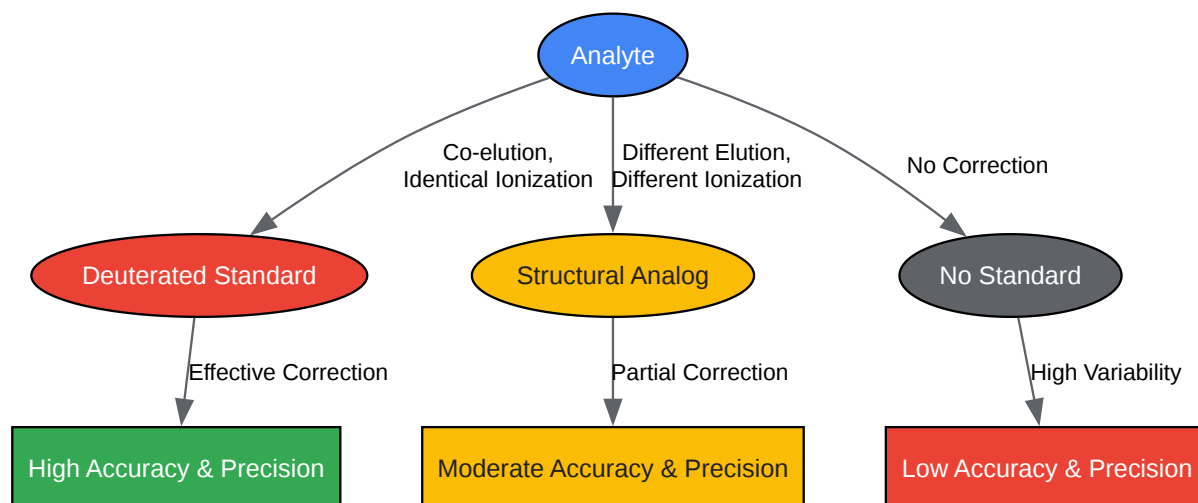 Analyte
Co-elution,
Identical Ionization
Different Elution,
Different Ionization
No Correction
Deuterated Standard
Structural Analog
No Standard
Effective Correction
Partial Correction
High Variability
High Accuracy & Precision
Moderate Accuracy & Precision
Low Accuracy & Precision